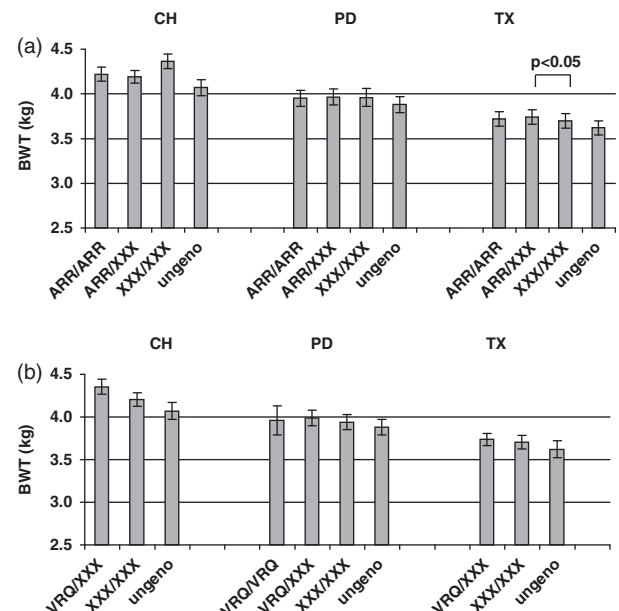 CH PD TX
(a)
4.5
4.0
3.5
3.0
2.5
BWT (kg)
p<0.05
ARR/ARR ARR/XXX XXX/XXX ungeno ARR/ARR ARR/XXX XXX/XXX ungeno ARR/ARR ARR/XXX XXX/XXX ungeno
CH PD TX
(b)
4.5
4.0
3.5
3.0
2.5
BWT (kg)
VRQ/XXX XXX/XXX ungeno VRQ/VRQ VRQ/XXX XXX/XXX ungeno VRQ/XXX XXX/XXX ungeno